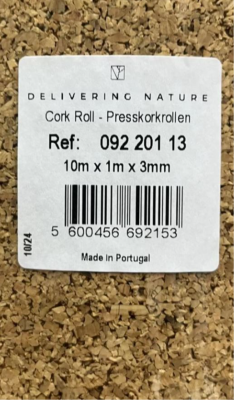 DELIVERING NATURE
Cork Roll - Presskorkrollen
Ref: 092 201 13
10m x 1m x 3mm
5 600456 692153
Made in Portugal
10/24